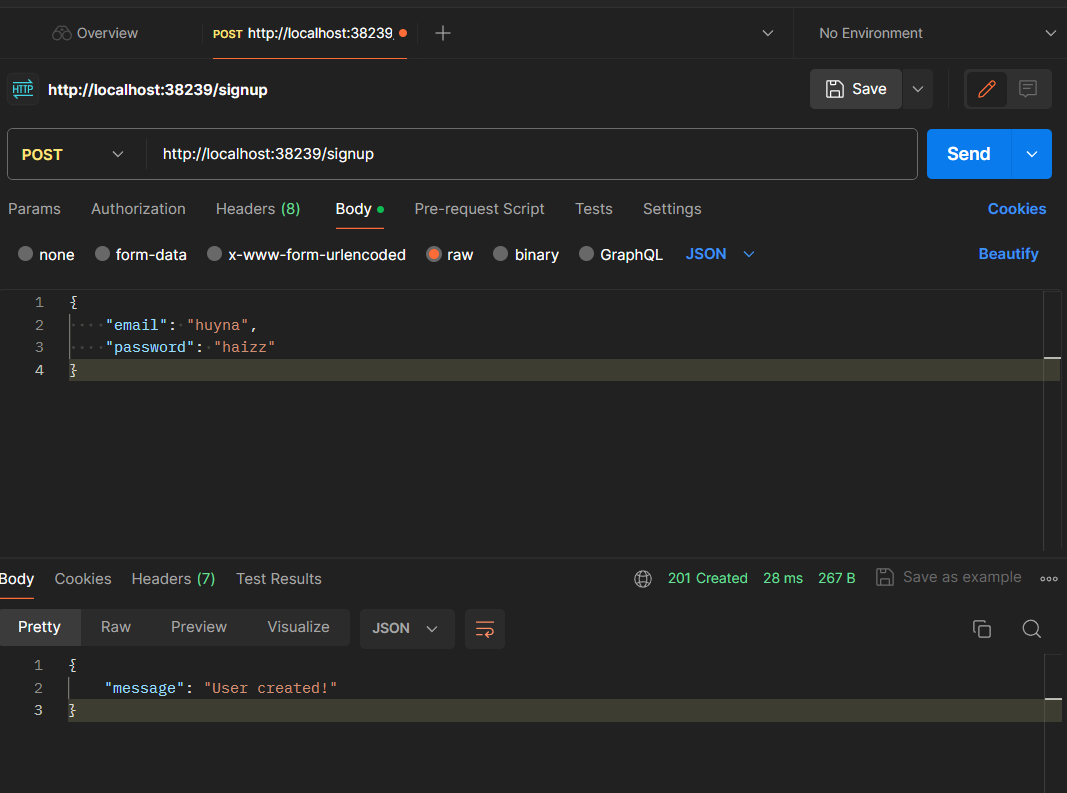 Overview POST http://localhost:38239. No Environment
HTTP http://localhost:38239/signup Save
POST http://localhost:38239/signup Send
Params Authorization Headers (8) Body Pre-request Script Tests Settings Cookies
none form-data x-www-form-urlencoded raw binary GraphQL JSON Beautify
1 {
2 "email": "huyna",
3 "password": "haizz"
4 }
Body Cookies Headers (7) Test Results 201 Created 28 ms 267 B Save as example
Pretty Raw Preview Visualize JSON
1 {
2 "message": "User created!"
3 }